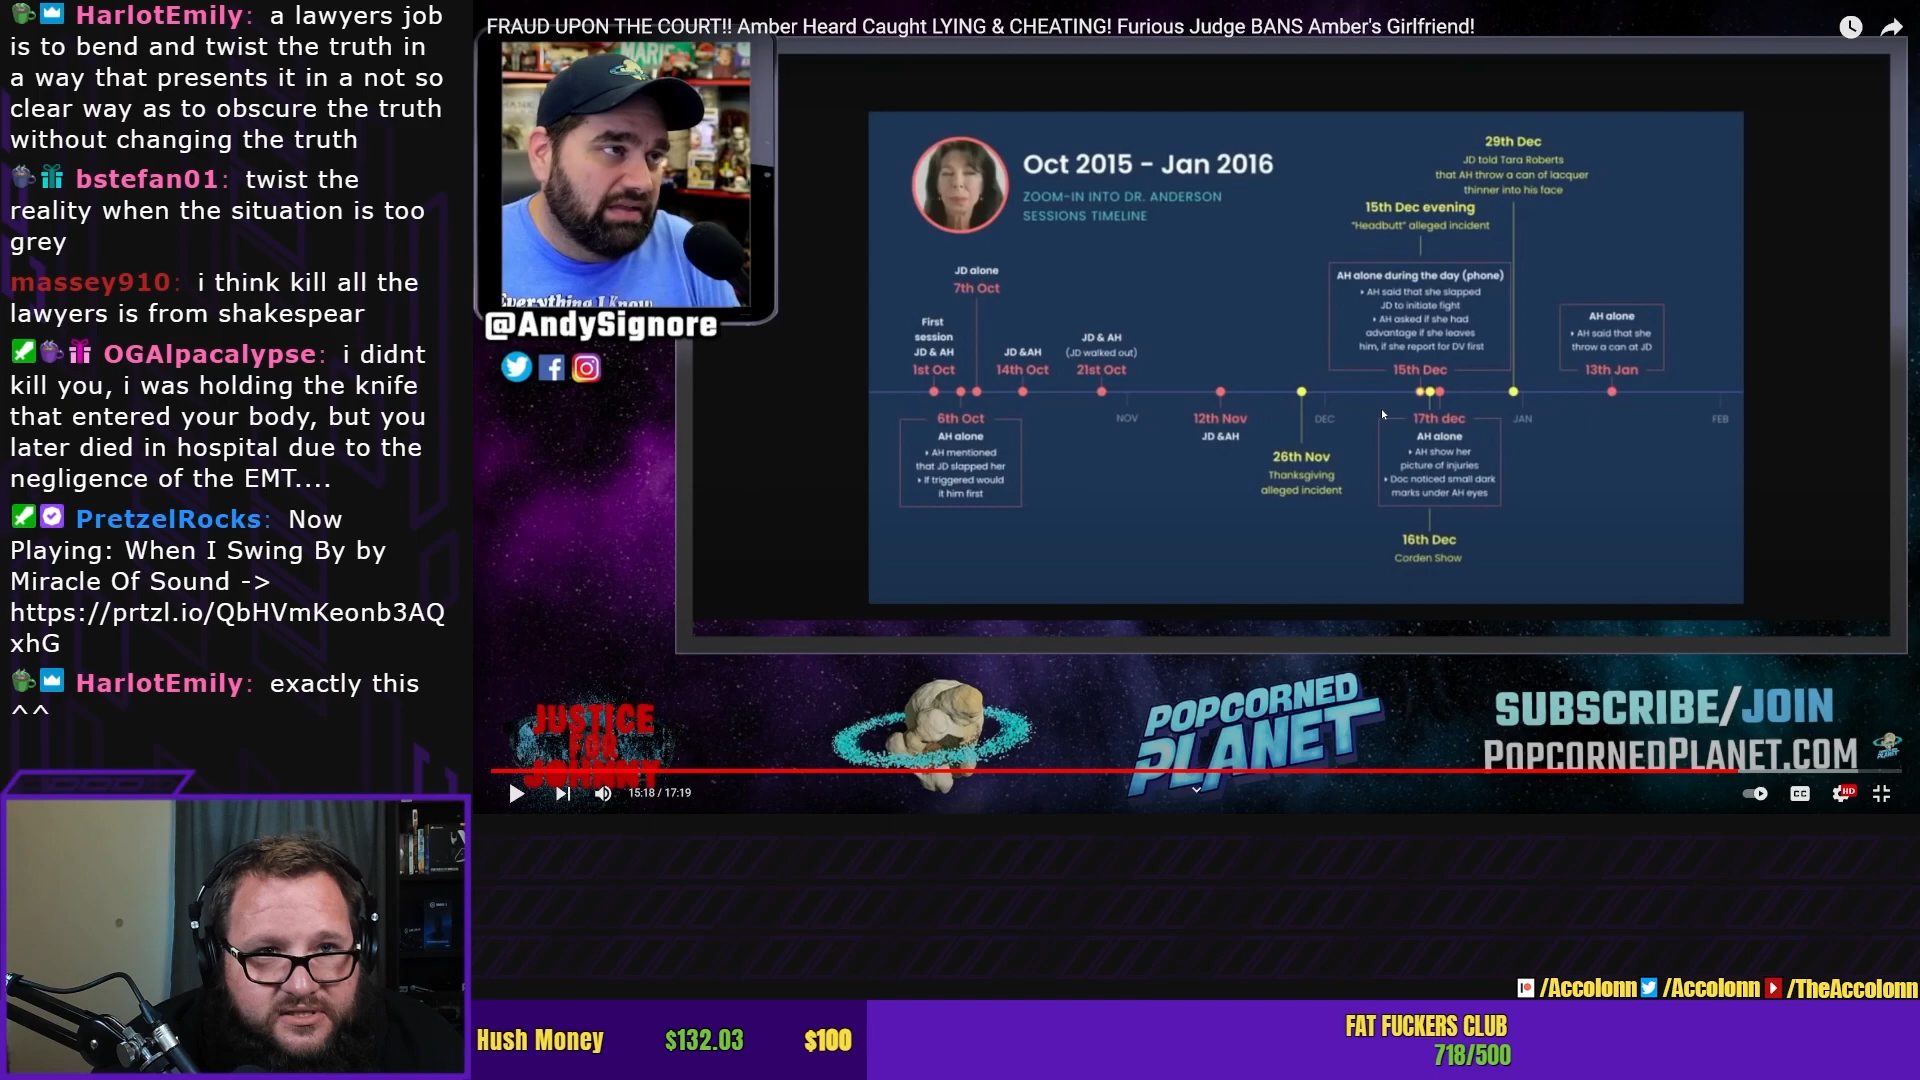 HarlotEmily: a lawyers job
is to bend and twist the truth in
a way that presents it in a not so
clear way as to obscure the truth
without changing the truth
bstefan01: twist the
reality when the situation is too
grey
massey910: i think kill all the
lawyers is from shakespear
OGAlpacalypse: i didnt
kill you, i was holding the knife
that entered your body, but you
later died in hospital due to the
negligence of the EMT....
PretzelRocks: Now
Playing: When I Swing By by
Miracle Of Sound ->
https://prtzl.io/QbHVmKeonb3AQ
xhG
HarlotEmily: exactly this
^^
FRAUD UPON THE COURT!! Amber Heard Caught LYING & CHEATING! Furious Judge BANS Amber's Girlfriend!
MARIE
Everything I Know
@AndySignore
Oct 2015 - Jan 2016
ZOOM-IN INTO DR. ANDERSON
SESSIONS TIMELINE
29th Dec
JD told Tara Roberts
that AH throw a can of lacquer
thinner into his face
15th Dec evening
"Headbutt" alleged incident
JD alone
7th Oct
AH alone during the day (phone)
• AH said that she slapped
JD to initiate fight
• AH asked if she had
advantage if she leaves
him, if she report for DV first
15th Dec
First
session
JD & AH
1st Oct
JD &AH
14th Oct
JD & AH
(JD walked out)
21st Oct
AH alone
• AH said that she
throw a can at JD
13th Jan
6th Oct
AH alone
• AH mentioned
that JD slapped her
• If triggered would
it him first
NOV
12th Nov
JD &AH
DEC
26th Nov
Thanksgiving
alleged incident
17th dec
AH alone
• AH show her
picture of injuries
• Doc noticed small dark
marks under AH eyes
JAN
FEB
16th Dec
Corden Show
JUSTICE
FOR
JOHNNY
POPCORNED
PLANET
SUBSCRIBE/JOIN
POPCORNEDPLANET.COM
15:18 / 17:19
CC
HD
/Accolonn /Accolonn /TheAccolonn
Hush Money $132.03 $100
FAT FUCKERS CLUB
718/500